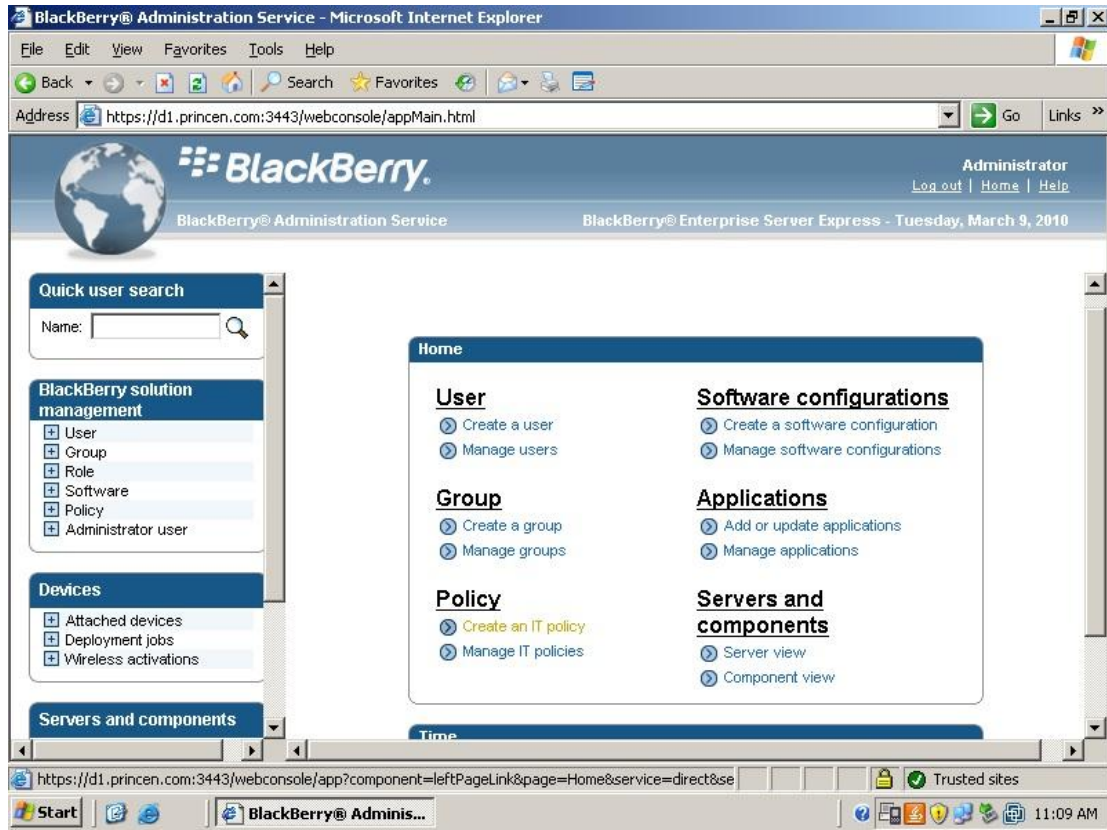 BlackBerry® Administration Service - Microsoft Internet Explorer
File Edit View Favorites Tools Help
Back Search Favorites
Address https://d1.princen.com:3443/webconsole/appMain.html Go Links »
BlackBerry.
Administrator
Log out | Home | Help
BlackBerry® Administration Service
BlackBerry® Enterprise Server Express - Tuesday, March 9, 2010
Quick user search
Name:
BlackBerry solution
management
User
Group
Role
Software
Policy
Administrator user
Devices
Attached devices
Deployment jobs
Wireless activations
Servers and components
Home
User
Create a user
Manage users
Group
Create a group
Manage groups
Policy
Create an IT policy
Manage IT policies
Software configurations
Create a software configuration
Manage software configurations
Applications
Add or update applications
Manage applications
Servers and
components
Server view
Component view
Time
https://d1.princen.com:3443/webconsole/app?component=leftPageLink&page=Home&service=direct&se
Trusted sites
Start BlackBerry® Adminis... 11:09 AM